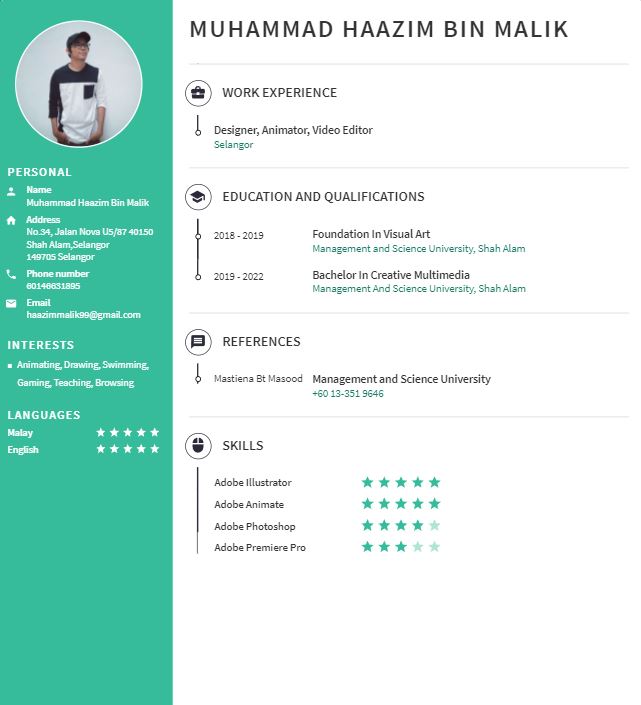 MUHAMMAD HAAZIM BIN MALIK
PERSONAL
Name
Muhammad Haazim Bin Malik
Address
No.34, Jalan Nova U5/87 40150
Shah Alam,Selangor
149705 Selangor
Phone number
60146631895
Email
haazimmalik99@gmail.com
INTERESTS
Animating, Drawing, Swimming,
Gaming, Teaching, Browsing
LANGUAGES
Malay
English
WORK EXPERIENCE
Designer, Animator, Video Editor
Selangor
EDUCATION AND QUALIFICATIONS
2018 - 2019 Foundation In Visual Art
Management and Science University, Shah Alam
2019 - 2022 Bachelor In Creative Multimedia
Management And Science University, Shah Alam
REFERENCES
Mastiena Bt Masood Management and Science University
+60 13-351 9646
SKILLS
Adobe Illustrator
Adobe Animate
Adobe Photoshop
Adobe Premiere Pro